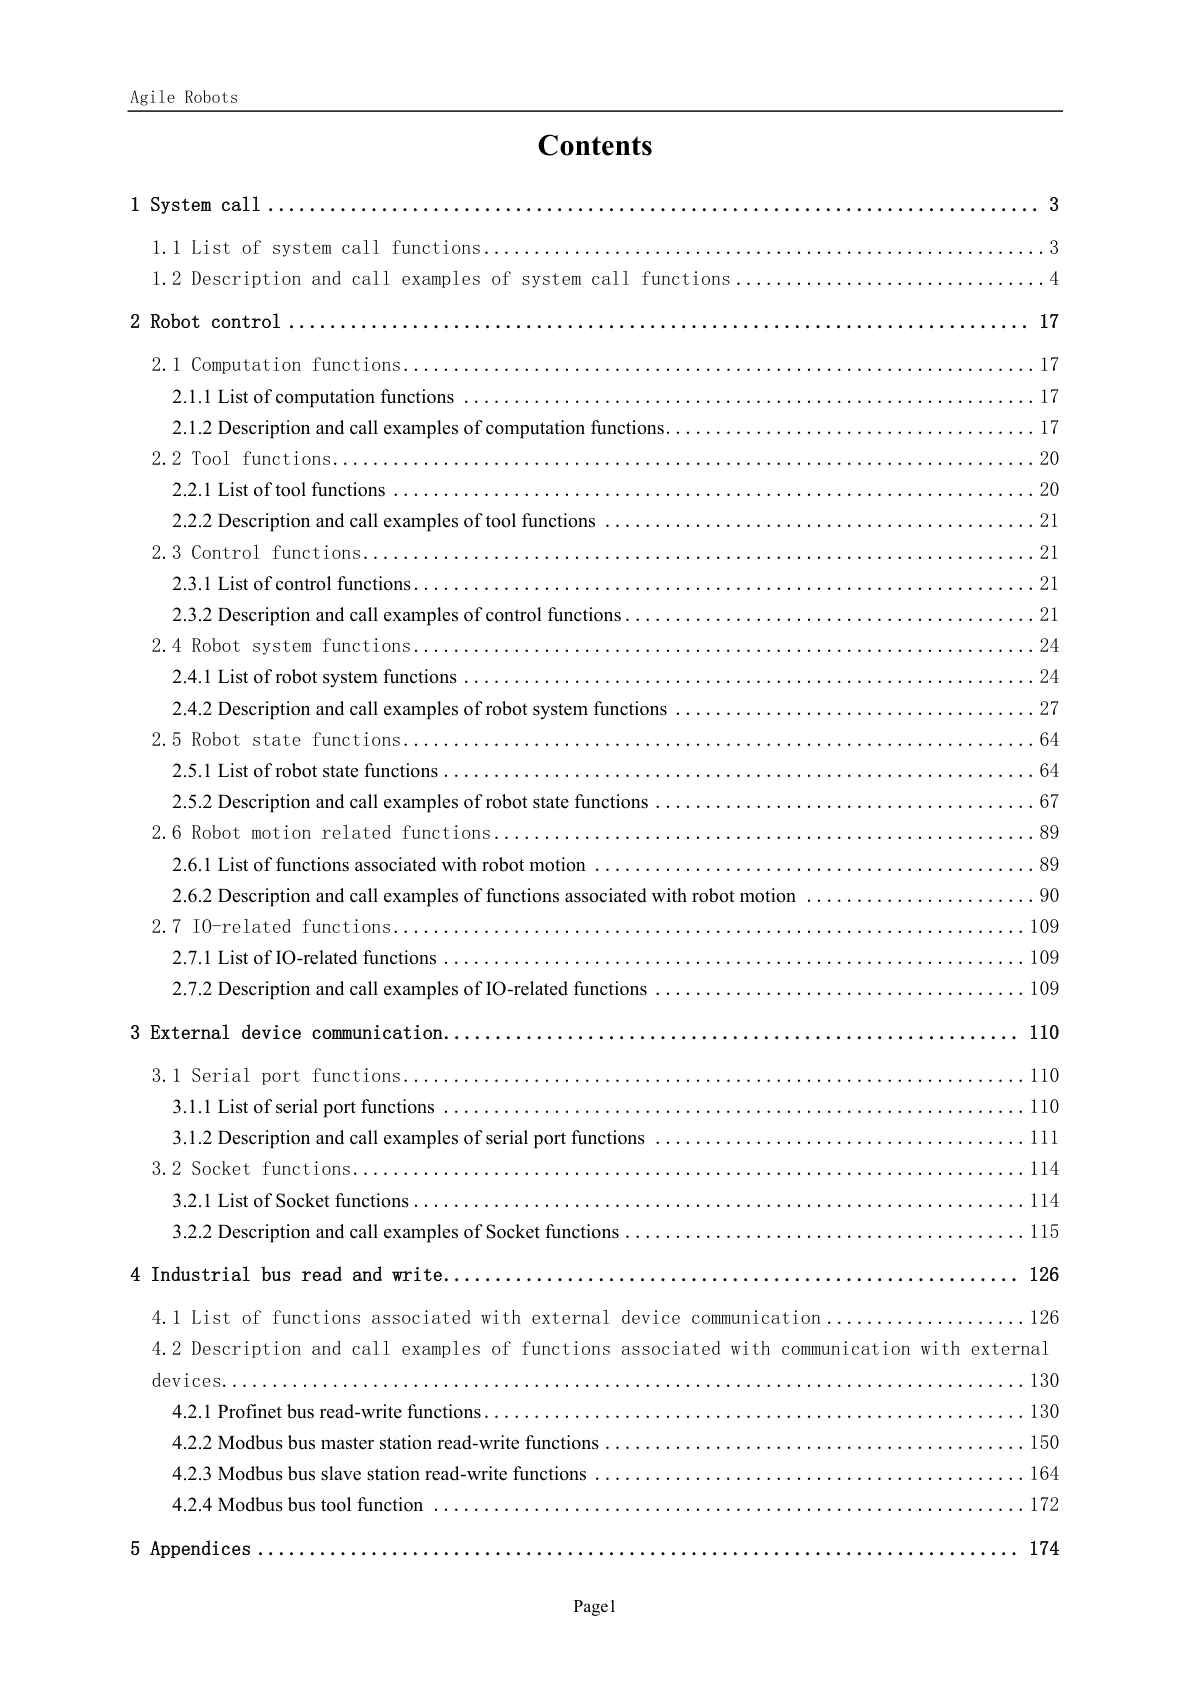 Agile Robots
Contents
1 System call ........................................................................... 3
1.1 List of system call functions........................................................3
1.2 Description and call examples of system call functions...............................4
2 Robot control ........................................................................ 17
2.1 Computation functions...............................................................17
2.1.1 List of computation functions .........................................................17
2.1.2 Description and call examples of computation functions.....................................17
2.2 Tool functions......................................................................20
2.2.1 List of tool functions ................................................................20
2.2.2 Description and call examples of tool functions ...........................................21
2.3 Control functions...................................................................21
2.3.1 List of control functions..............................................................21
2.3.2 Description and call examples of control functions.........................................21
2.4 Robot system functions..............................................................24
2.4.1 List of robot system functions .........................................................24
2.4.2 Description and call examples of robot system functions ....................................27
2.5 Robot state functions...............................................................64
2.5.1 List of robot state functions ...........................................................64
2.5.2 Description and call examples of robot state functions ......................................67
2.6 Robot motion related functions......................................................89
2.6.1 List of functions associated with robot motion ............................................89
2.6.2 Description and call examples of functions associated with robot motion .......................90
2.7 IO-related functions...............................................................109
2.7.1 List of IO-related functions ..........................................................109
2.7.2 Description and call examples of IO-related functions .....................................109
3 External device communication........................................................ 110
3.1 Serial port functions..............................................................110
3.1.1 List of serial port functions ..........................................................110
3.1.2 Description and call examples of serial port functions .....................................111
3.2 Socket functions...................................................................114
3.2.1 List of Socket functions.............................................................114
3.2.2 Description and call examples of Socket functions........................................115
4 Industrial bus read and write........................................................ 126
4.1 List of functions associated with external device communication....................126
4.2 Description and call examples of functions associated with communication with external
devices................................................................................130
4.2.1 Profinet bus read-write functions......................................................130
4.2.2 Modbus bus master station read-write functions..........................................150
4.2.3 Modbus bus slave station read-write functions ...........................................164
4.2.4 Modbus bus tool function ...........................................................172
5 Appendices .......................................................................... 174
Page1